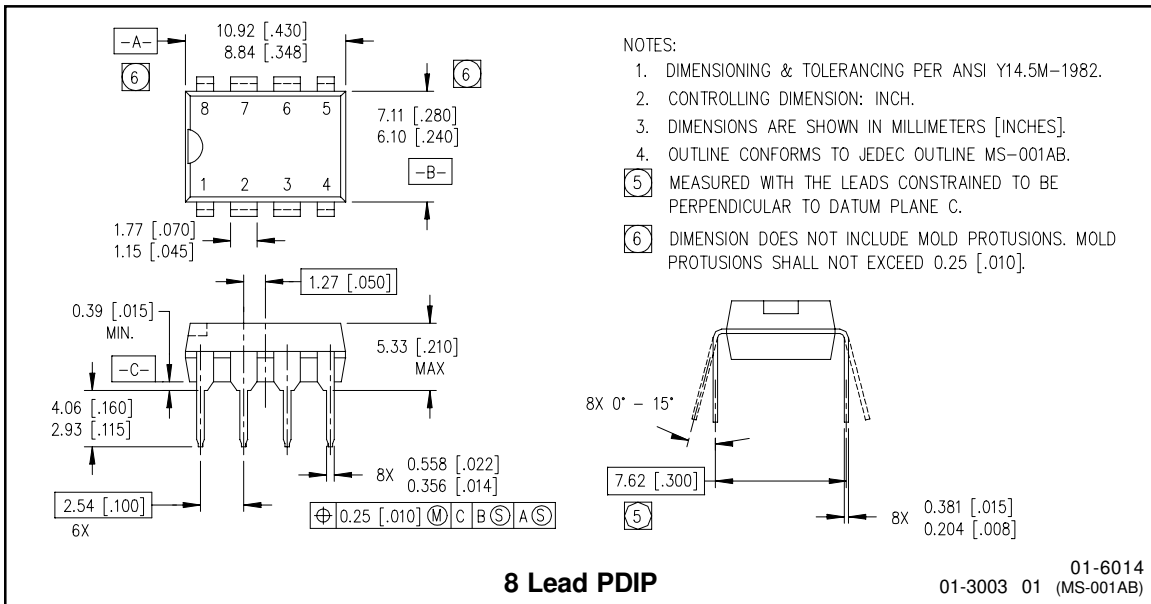 10.92 [.430]
8.84 [.348]
-A-
6
6
8 7 6 5
1 2 3 4
7.11 [.280]
6.10 [.240]
-B-
1.77 [.070]
1.15 [.045]
1.27 [.050]
0.39 [.015]
MIN.
-C-
5.33 [.210]
MAX
4.06 [.160]
2.93 [.115]
8X 0.558 [.022]
0.356 [.014]
2.54 [.100]
6X
⌖ 0.25 [.010] Ⓜ C B Ⓢ A Ⓢ
NOTES:
1. DIMENSIONING & TOLERANCING PER ANSI Y14.5M-1982.
2. CONTROLLING DIMENSION: INCH.
3. DIMENSIONS ARE SHOWN IN MILLIMETERS [INCHES].
4. OUTLINE CONFORMS TO JEDEC OUTLINE MS-001AB.
5 MEASURED WITH THE LEADS CONSTRAINED TO BE
PERPENDICULAR TO DATUM PLANE C.
6 DIMENSION DOES NOT INCLUDE MOLD PROTUSIONS. MOLD
PROTUSIONS SHALL NOT EXCEED 0.25 [.010].
8X 0° - 15°
7.62 [.300]
5
8X 0.381 [.015]
0.204 [.008]
8 Lead PDIP
01-6014
01-3003 01 (MS-001AB)